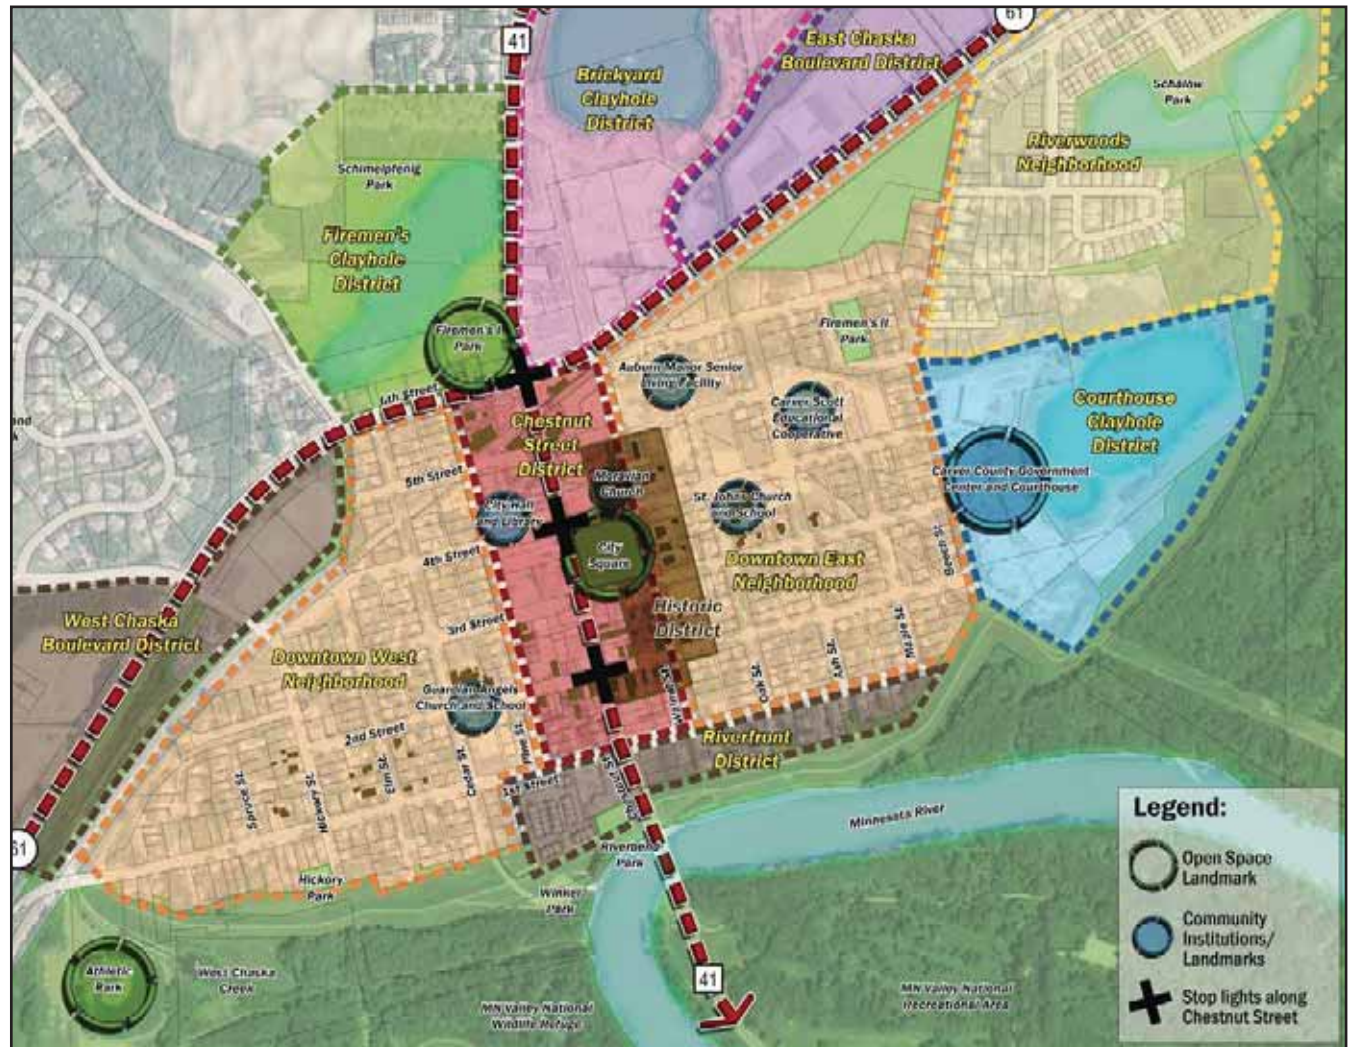 41
61
East Chaska
Boulevard District
Brickyard
Clayhole
District
Schalow
Park
Riverwoods
Neighborhood
Schimelpfenig
Park
Firemen's
Clayhole
District
Firemen's I
Park
Firemen's II
Park
Auburn Manor Senior
Living Facility
6th Street
Carver Scott
Educational
Cooperative
Courthouse
Clayhole
District
Chestnut
Street
District
5th Street
Moravian
Church
Carver County Government
Center and Courthouse
City Hall
and Library
St. Johns Church
and School
4th Street
City
Square
Downtown East
Neighborhood
Beech St.
West Chaska
Boulevard District
3rd Street
Historic
District
Downtown West
Neighborhood
Maple St.
Ash St.
Oak St.
Walnut St.
Guardian Angels
Church and School
2nd Street
Pine St.
Riverfront
District
Spruce St.
Hickory St.
Elm St.
Cedar St.
1st Street
Chestnut St.
Minnesota River
61
Park
Hickory
Park
Winkel
Park
Athletic
Park
West Chaska
Creek
41
MN Valley National
Wildlife Refuge
MN Valley National
Recreational Area
Legend:
Open Space
Landmark
Community
Institutions/
Landmarks
Stop lights along
Chestnut Street